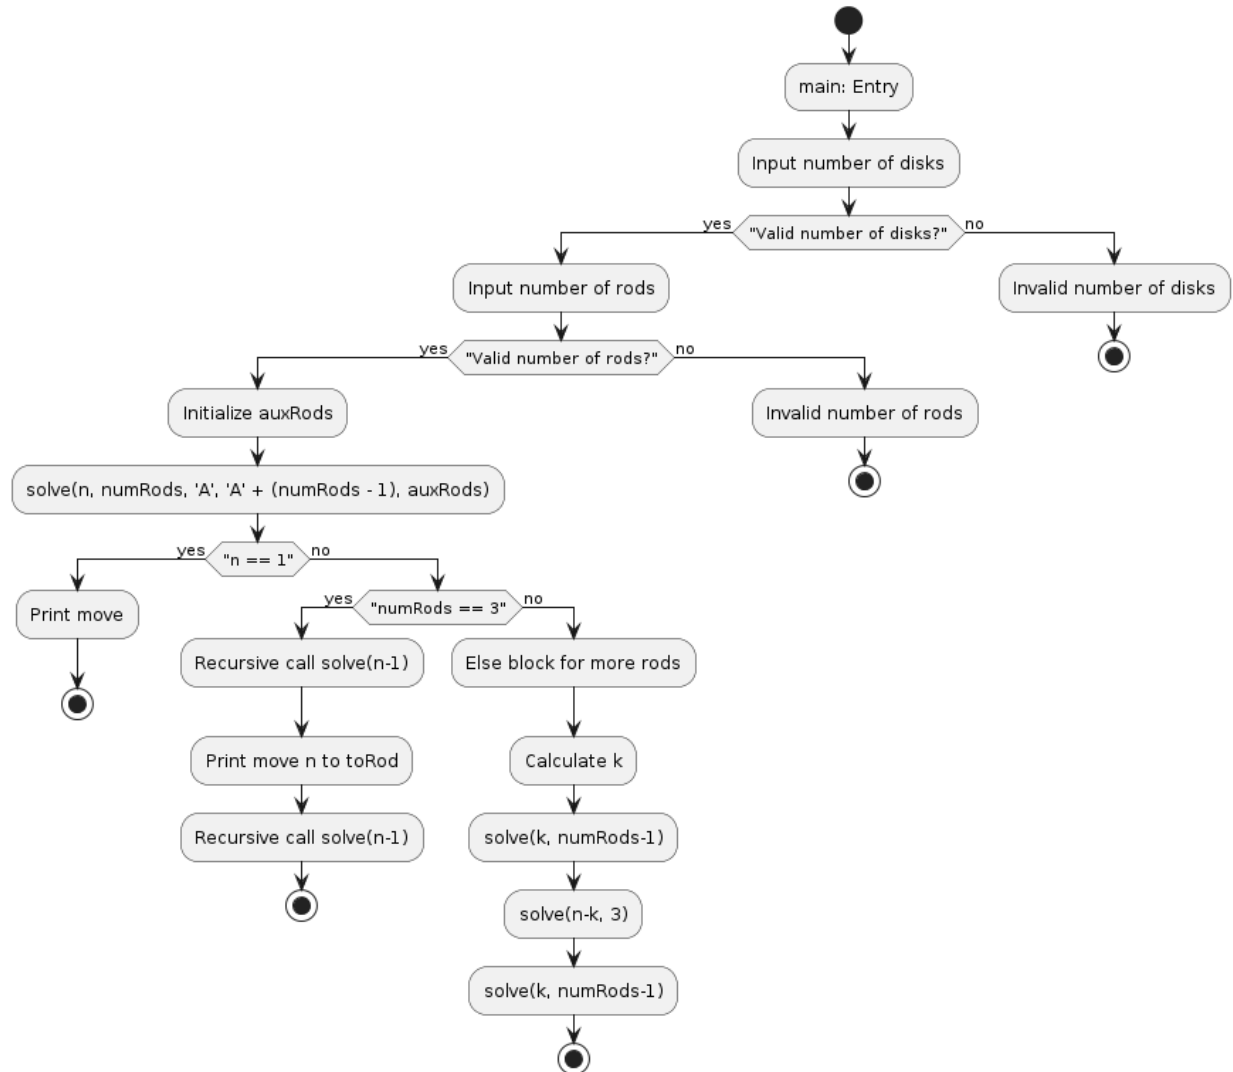 main: Entry
Input number of disks
yes
"Valid number of disks?"
no
Input number of rods
Invalid number of disks
yes
"Valid number of rods?"
no
Initialize auxRods
Invalid number of rods
solve(n, numRods, 'A', 'A' + (numRods - 1), auxRods)
yes
"n == 1"
no
Print move
yes
"numRods == 3"
no
Recursive call solve(n-1)
Else block for more rods
Print move n to toRod
Calculate k
Recursive call solve(n-1)
solve(k, numRods-1)
solve(n-k, 3)
solve(k, numRods-1)